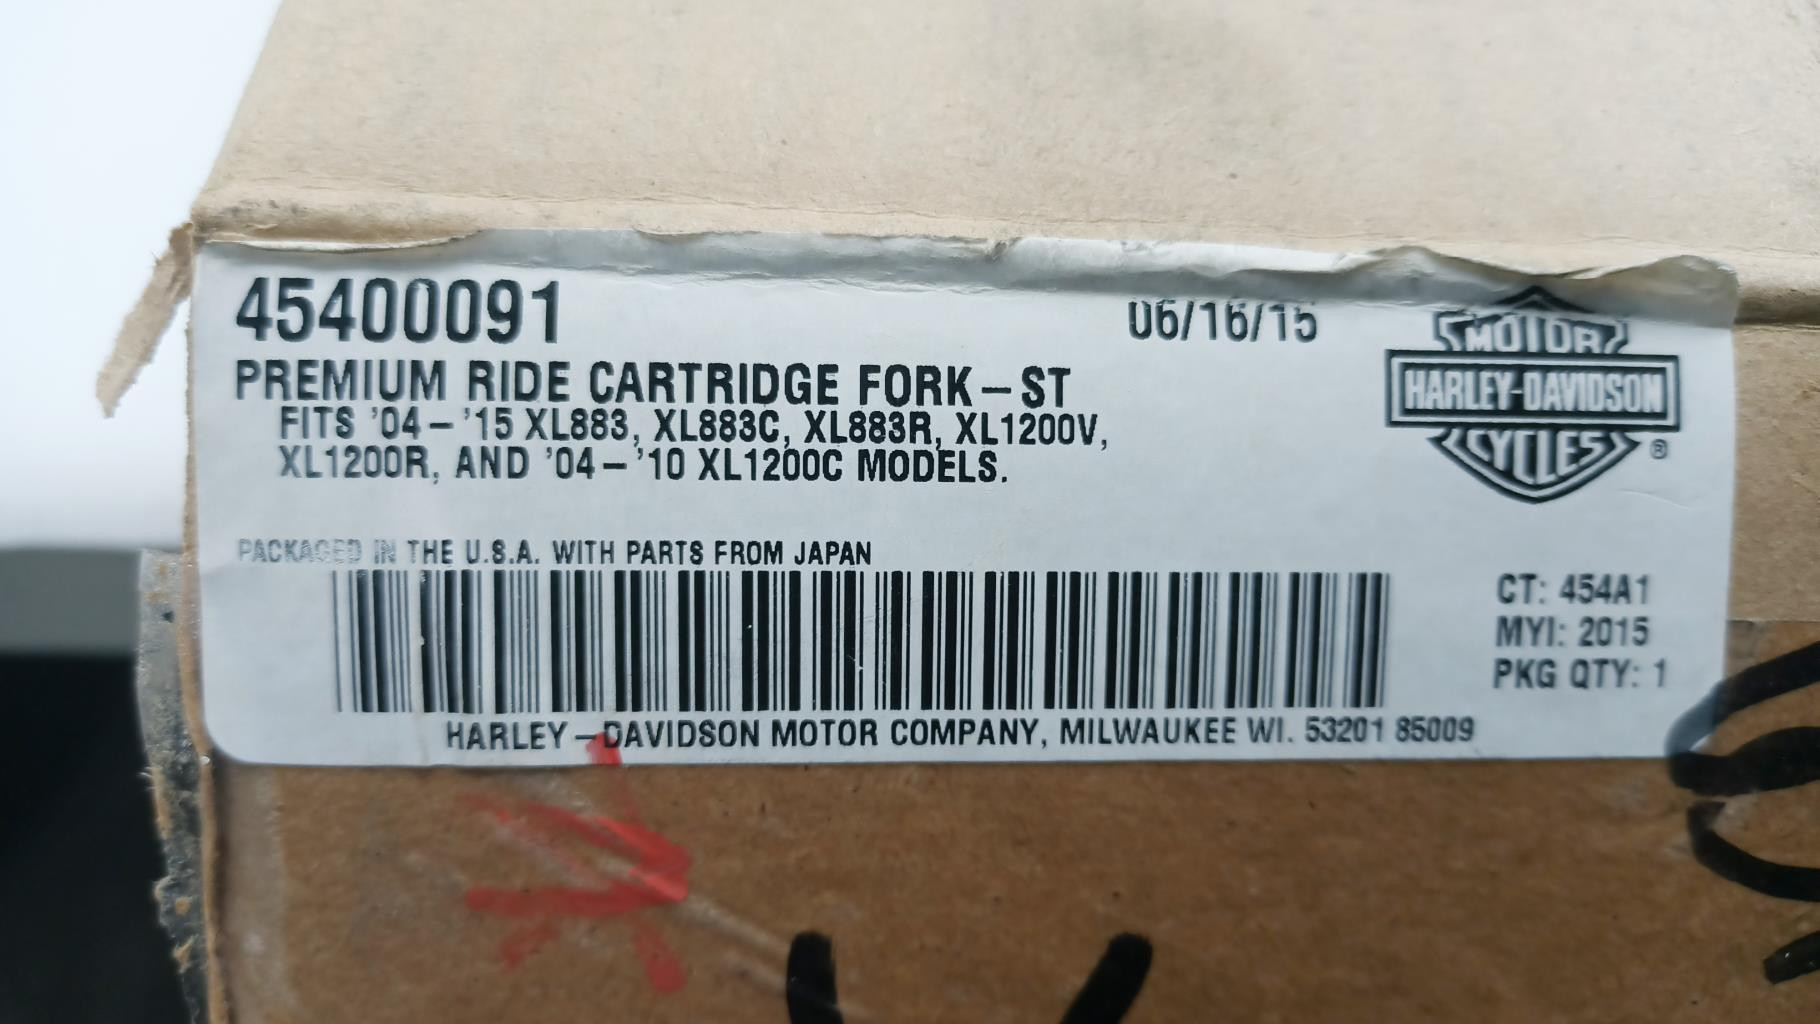 45400091
06/16/15
PREMIUM RIDE CARTRIDGE FORK-ST
FITS '04-'15 XL883, XL883C, XL883R, XL1200V,
XL1200R, AND '04-'10 XL1200C MODELS.
MOTOR
HARLEY-DAVIDSON
CYCLES
®
PACKAGED IN THE U.S.A. WITH PARTS FROM JAPAN
CT: 454A1
MYI: 2015
PKG QTY: 1
HARLEY-DAVIDSON MOTOR COMPANY, MILWAUKEE WI. 53201 85009